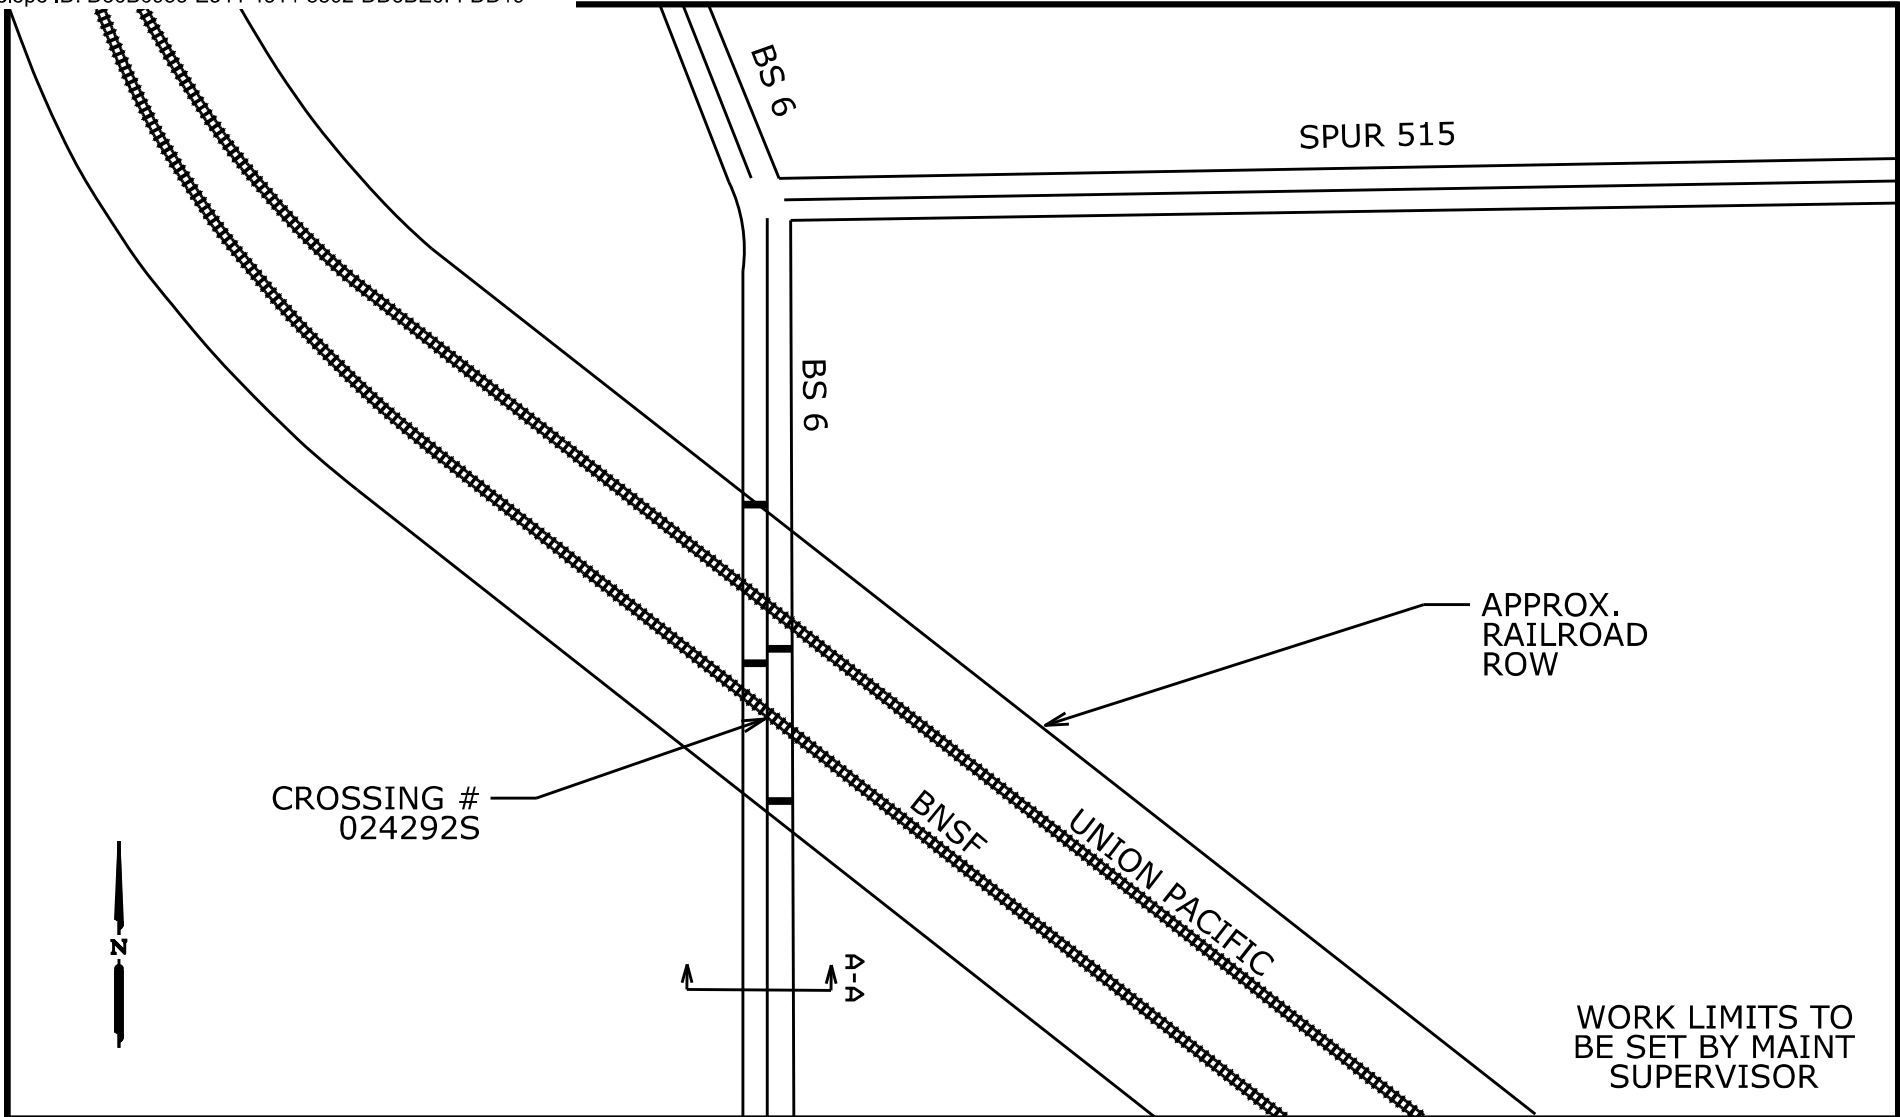 BS 6
SPUR 515
BS 6
APPROX.
RAILROAD
ROW
CROSSING #
024292S
BNSF
UNION PACIFIC
N
A-A
WORK LIMITS TO
BE SET BY MAINT
SUPERVISOR